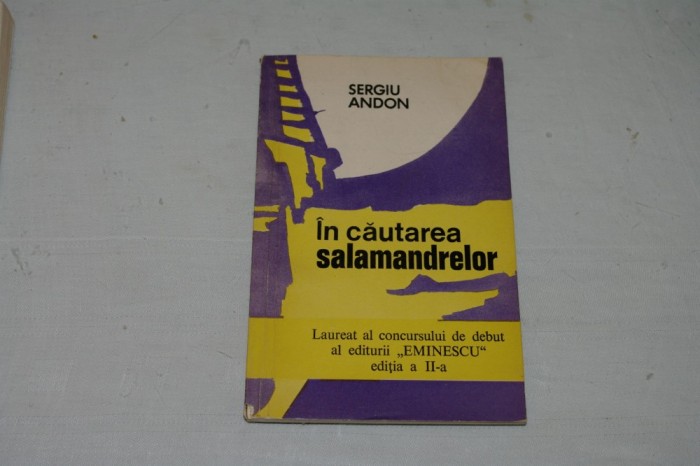 SERGIU
ANDON
În căutarea
salamandrelor
Laureat al concursului de debut
al editurii „EMINESCU“
ediția a II-a